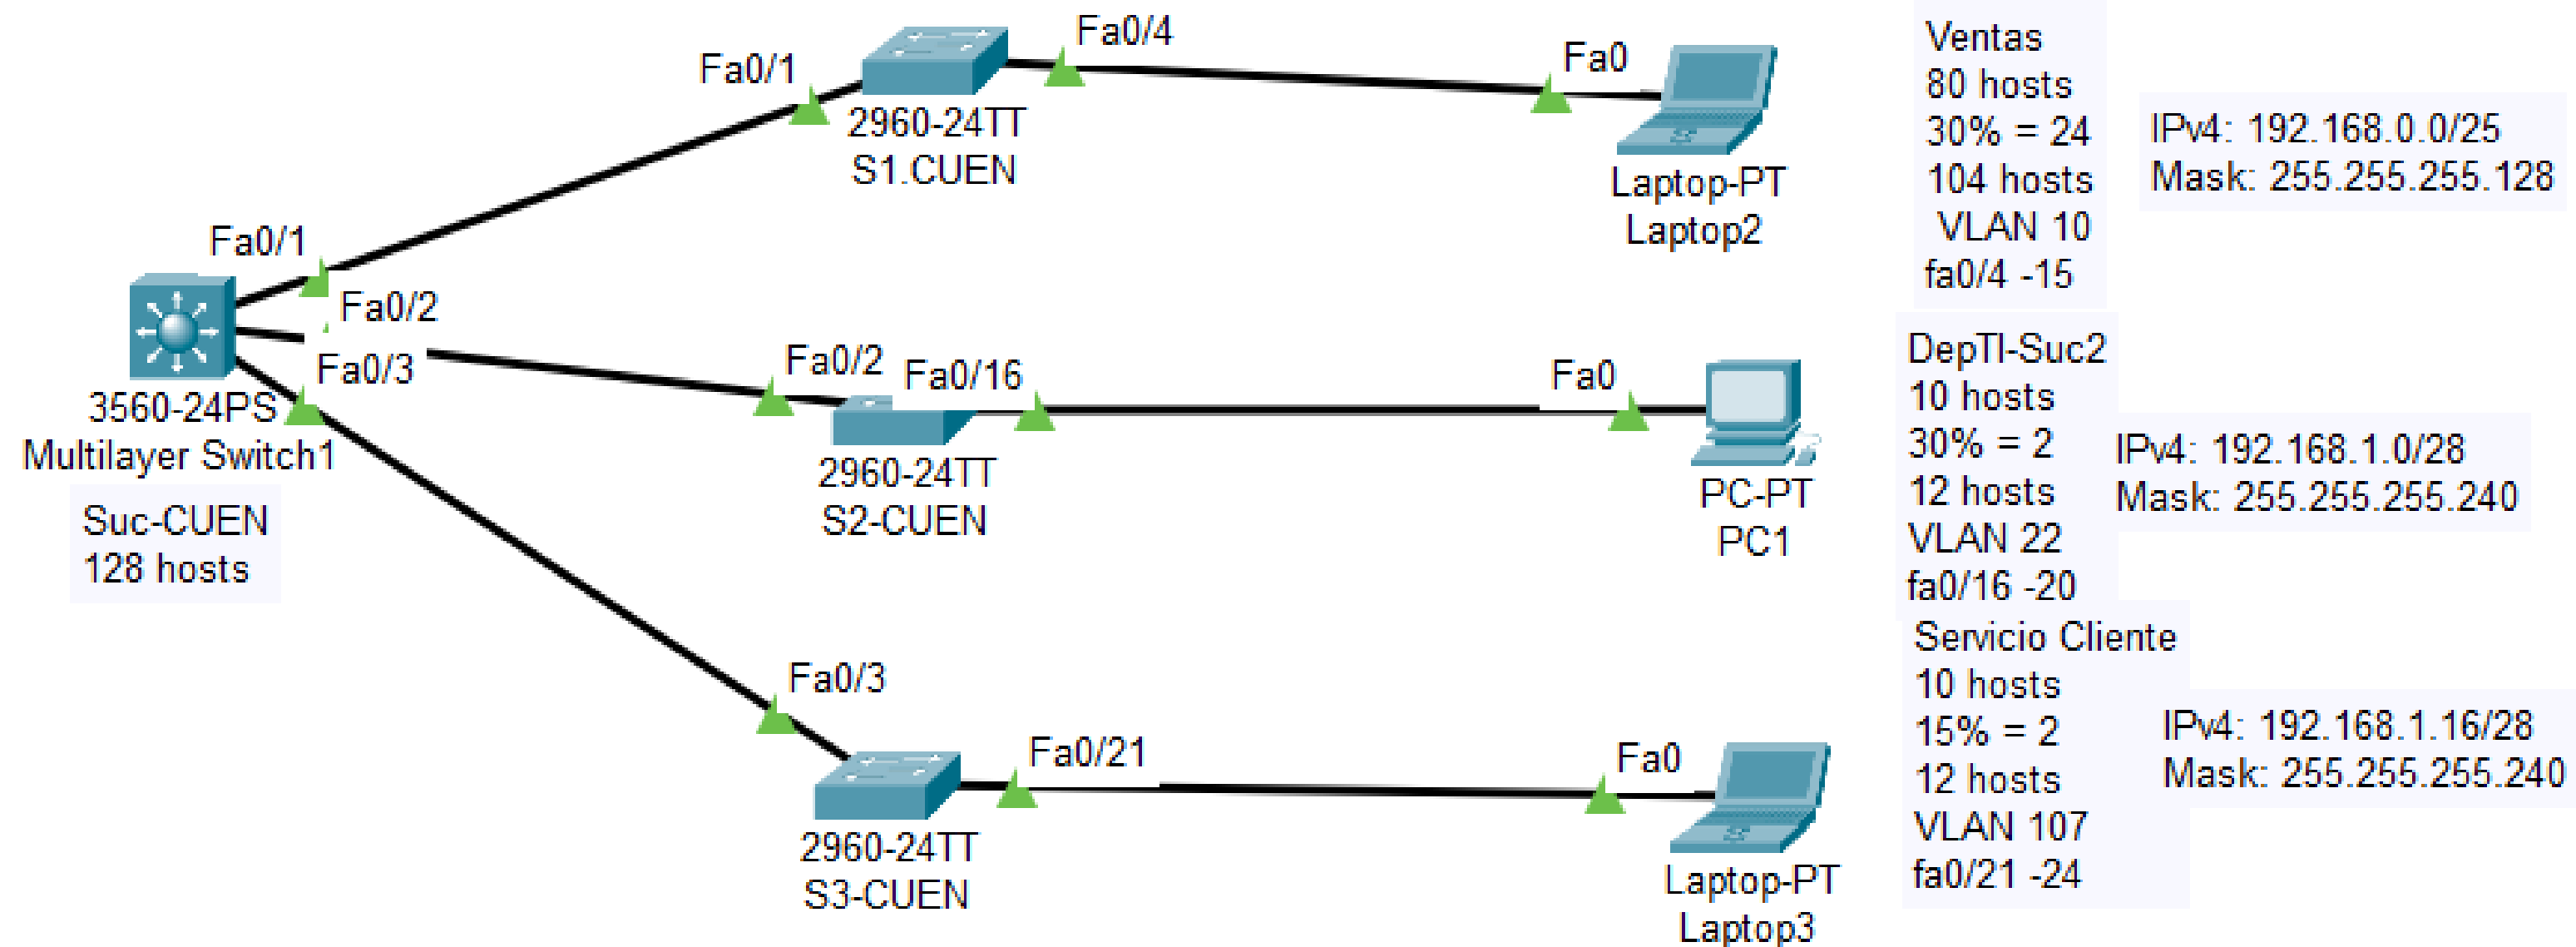 Fa0/1
Fa0/4
Fa0
2960-24TT
S1.CUEN
Laptop-PT
Laptop2
Ventas
80 hosts
30% = 24
104 hosts
VLAN 10
fa0/4 -15
IPv4: 192.168.0.0/25
Mask: 255.255.255.128
Fa0/1
Fa0/2
Fa0/3
3560-24PS
Multilayer Switch1
Suc-CUEN
128 hosts
Fa0/2
Fa0/16
Fa0
2960-24TT
S2-CUEN
PC-PT
PC1
DepTI-Suc2
10 hosts
30% = 2
12 hosts
VLAN 22
fa0/16 -20
IPv4: 192.168.1.0/28
Mask: 255.255.255.240
Fa0/3
Fa0/21
Fa0
2960-24TT
S3-CUEN
Laptop-PT
Laptop3
Servicio Cliente
10 hosts
15% = 2
12 hosts
VLAN 107
fa0/21 -24
IPv4: 192.168.1.16/28
Mask: 255.255.255.240